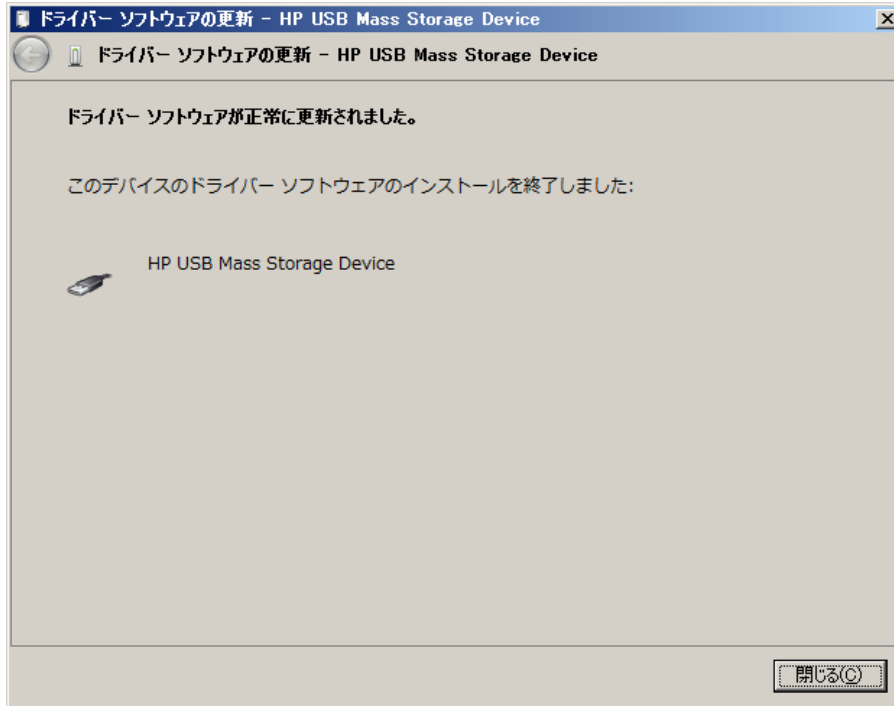 ドライバー ソフトウェアの更新 - HP USB Mass Storage Device
ドライバー ソフトウェアの更新 - HP USB Mass Storage Device
ドライバー ソフトウェアが正常に更新されました。
このデバイスのドライバー ソフトウェアのインストールを終了しました:
HP USB Mass Storage Device
閉じる(C)